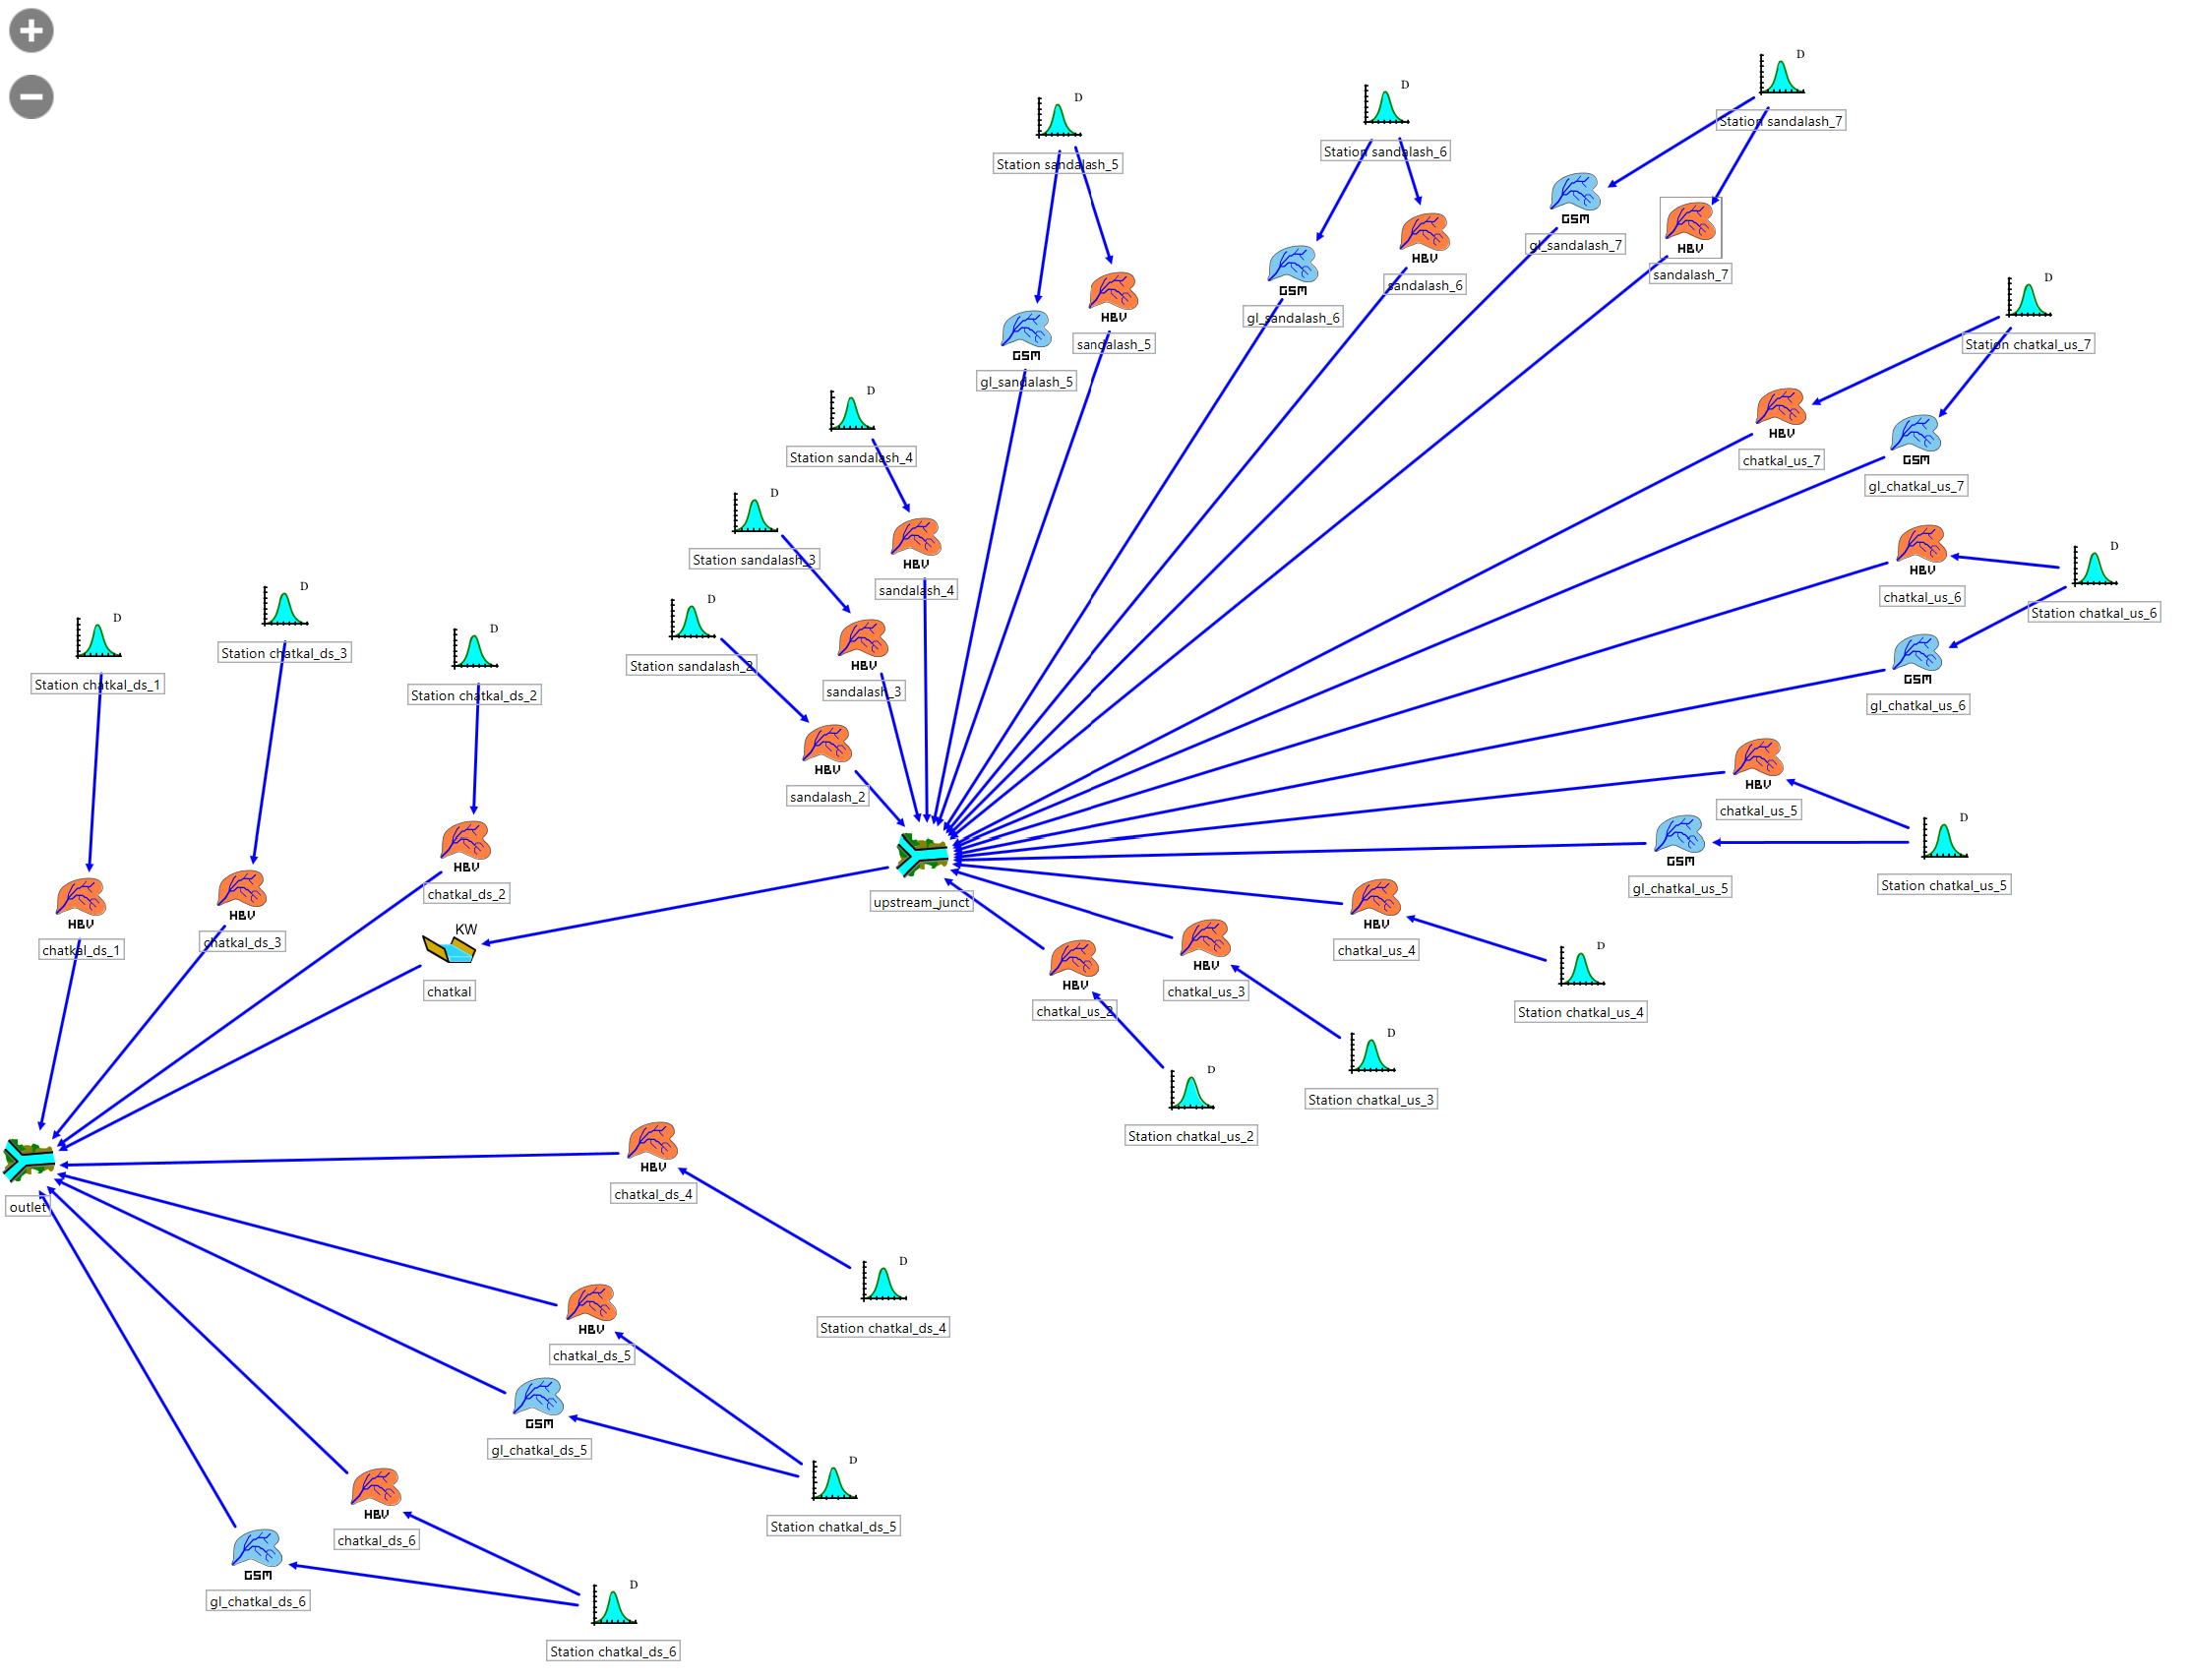 D
Station sandalash_7
D
Station sandalash_6
D
Station sandalash_5
GSM
gl_sandalash_7
HBV
sandalash_7
HBV
sandalash_6
GSM
gl_sandalash_6
D
Station chatkal_us_7
HBV
sandalash_5
GSM
gl_sandalash_5
D
Station sandalash_4
HBV
chatkal_us_7
GSM
gl_chatkal_us_7
D
Station sandalash_3
HBV
sandalash_4
HBV
chatkal_us_6
D
Station chatkal_us_6
D
Station chatkal_ds_3
D
Station sandalash_2
D
Station chatkal_ds_1
D
Station chatkal_ds_2
HBV
sandalash_3
GSM
gl_chatkal_us_6
HBV
sandalash_2
HBV
chatkal_us_5
D
Station chatkal_us_5
GSM
gl_chatkal_us_5
HBV
chatkal_ds_2
upstream_junct
HBV
chatkal_ds_1
HBV
chatkal_ds_3
KW
chatkal
HBV
chatkal_us_4
HBV
chatkal_us_3
HBV
chatkal_us_2
D
Station chatkal_us_4
D
Station chatkal_us_3
D
Station chatkal_us_2
HBV
chatkal_ds_4
outlet
D
Station chatkal_ds_4
HBV
chatkal_ds_5
GSM
gl_chatkal_ds_5
D
Station chatkal_ds_5
HBV
chatkal_ds_6
GSM
gl_chatkal_ds_6
D
Station chatkal_ds_6